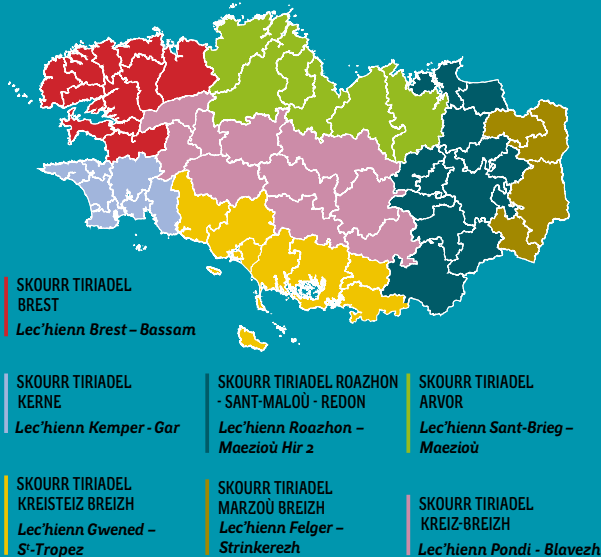 SKOURR TIRIADEL
BREST
Lec'hienn Brest – Bassam
SKOURR TIRIADEL
KERNE
Lec'hienn Kemper - Gar
SKOURR TIRIADEL ROAZHON
- SANT-MALOÙ - REDON
Lec'hienn Roazhon –
Maezioù Hir 2
SKOURR TIRIADEL
ARVOR
Lec'hienn Sant-Brieg –
Maezioù
SKOURR TIRIADEL
KREISTEIZ BREIZH
Lec'hienn Gwened –
Sᵗ-Tropez
SKOURR TIRIADEL
MARZOÙ BREIZH
Lec'hienn Felger –
Strinkerezh
SKOURR TIRIADEL
KREIZ-BREIZH
Lec'hienn Pondi - Blavezh